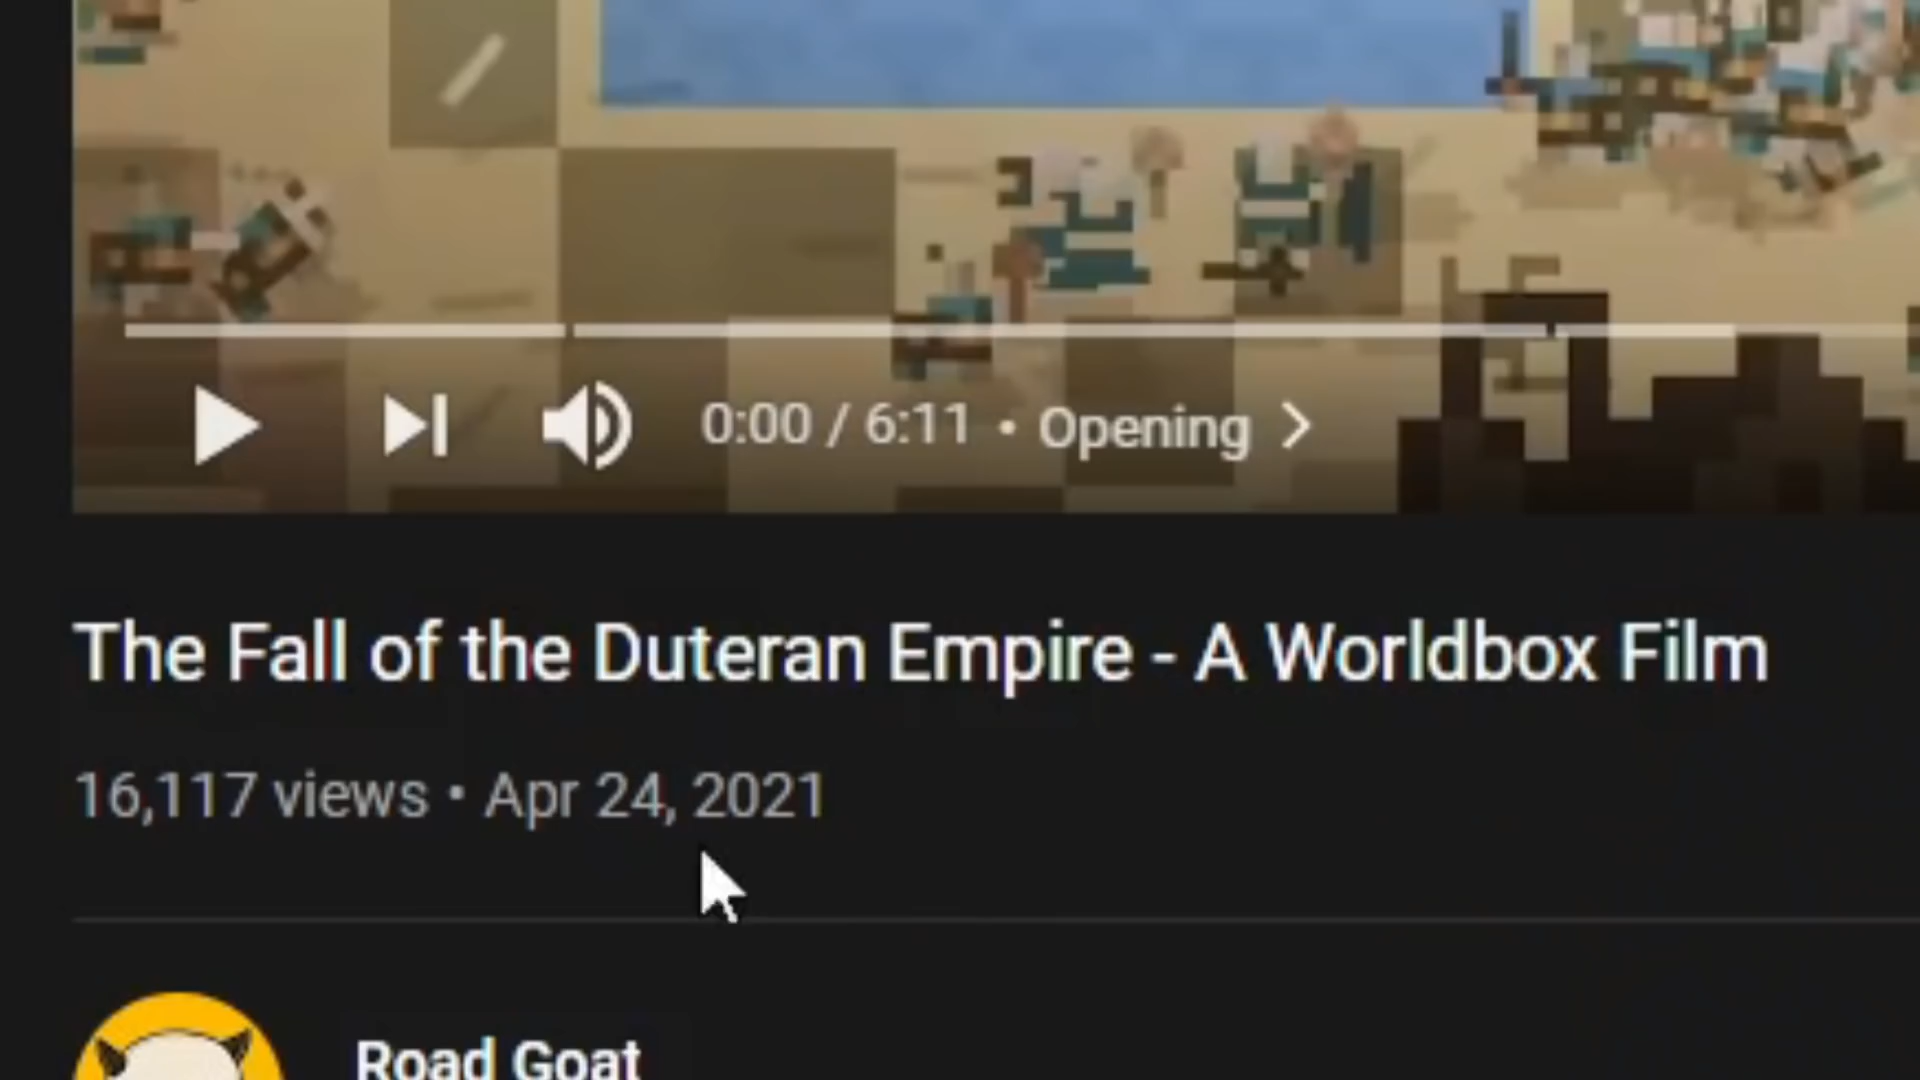 0:00 / 6:11 • Opening
The Fall of the Duteran Empire - A Worldbox Film
16,117 views • Apr 24, 2021
Road Goat